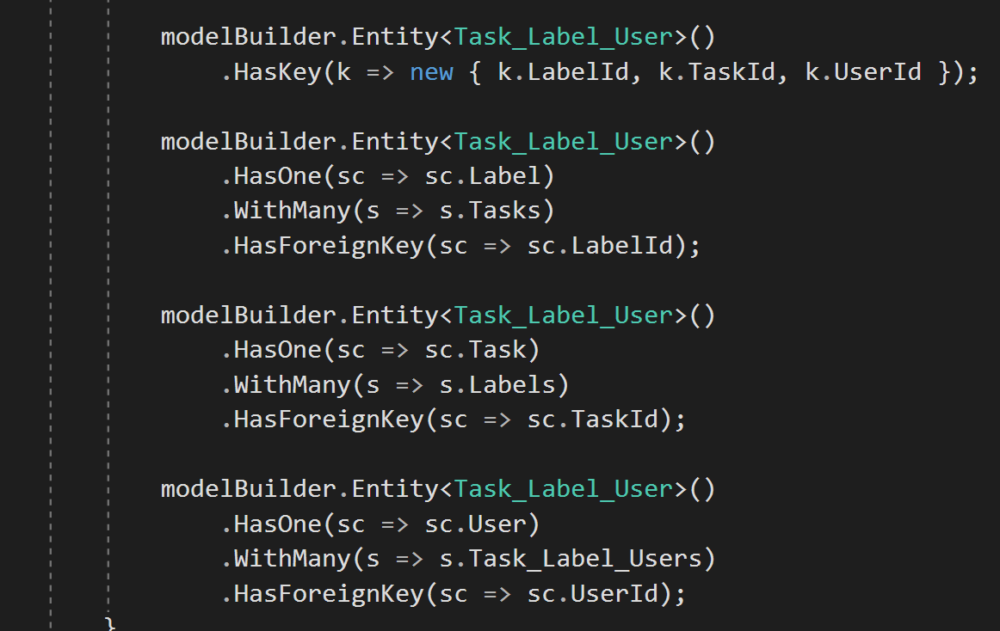 modelBuilder.Entity<Task_Label_User>()
.HasKey(k => new { k.LabelId, k.TaskId, k.UserId });
modelBuilder.Entity<Task_Label_User>()
.HasOne(sc => sc.Label)
.WithMany(s => s.Tasks)
.HasForeignKey(sc => sc.LabelId);
modelBuilder.Entity<Task_Label_User>()
.HasOne(sc => sc.Task)
.WithMany(s => s.Labels)
.HasForeignKey(sc => sc.TaskId);
modelBuilder.Entity<Task_Label_User>()
.HasOne(sc => sc.User)
.WithMany(s => s.Task_Label_Users)
.HasForeignKey(sc => sc.UserId);
}